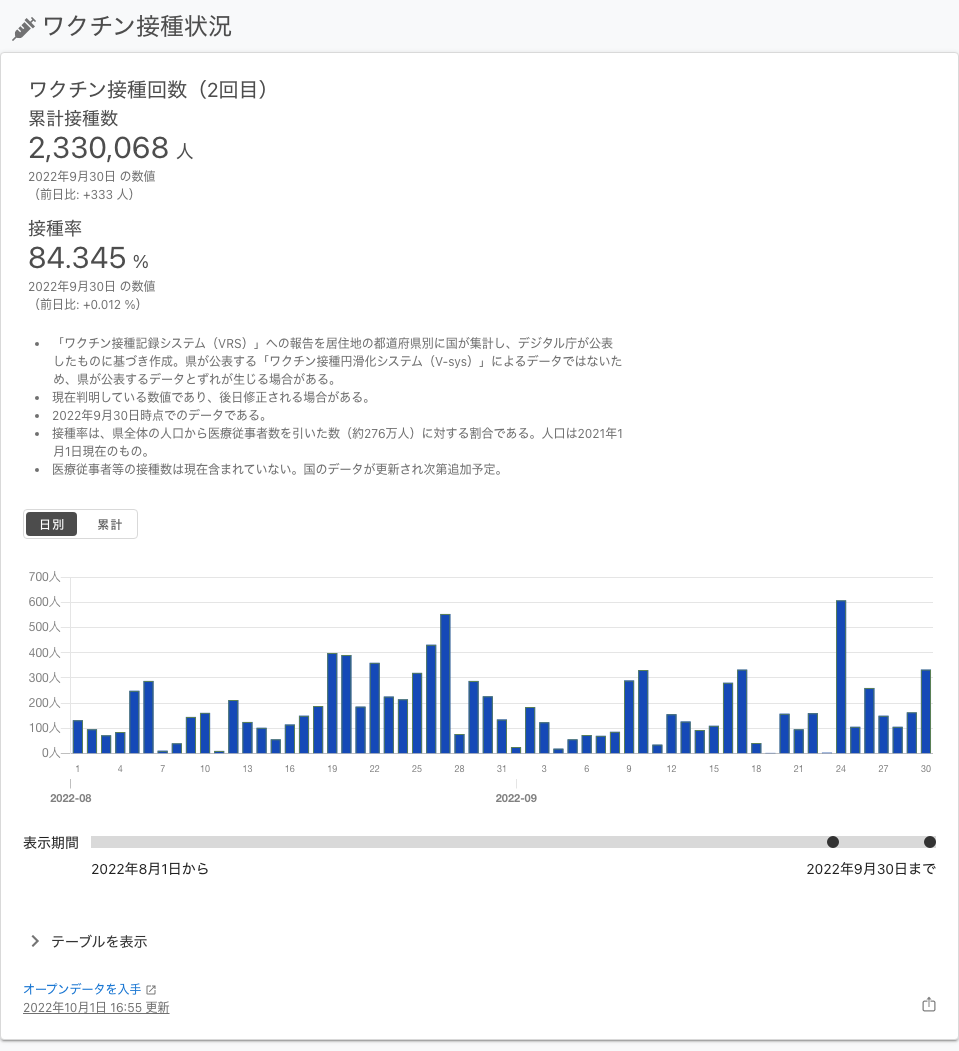 ワクチン接種状況
ワクチン接種回数（2回目）
累計接種数
2,330,068 人
2022年9月30日 の数値
（前日比: +333 人）
接種率
84.345 %
2022年9月30日 の数値
（前日比: +0.012 %）
• 「ワクチン接種記録システム（VRS）」への報告を居住地の都道府県別に国が集計し、デジタル庁が公表
したものに基づき作成。県が公表する「ワクチン接種円滑化システム（V-sys）」によるデータではないた
め、県が公表するデータとずれが生じる場合がある。
• 現在判明している数値であり、後日修正される場合がある。
• 2022年9月30日時点でのデータである。
• 接種率は、県全体の人口から医療従事者数を引いた数（約276万人）に対する割合である。人口は2021年1
月1日現在のもの。
• 医療従事者等の接種数は現在含まれていない。国のデータが更新され次第追加予定。
日別 累計
700人
600人
500人
400人
300人
200人
100人
0人
1 4 7 10 13 16 19 22 25 28 31 3 6 9 12 15 18 21 24 27 30
2022-08 2022-09
表示期間
2022年8月1日から 2022年9月30日まで
テーブルを表示
オープンデータを入手
2022年10月1日 16:55 更新